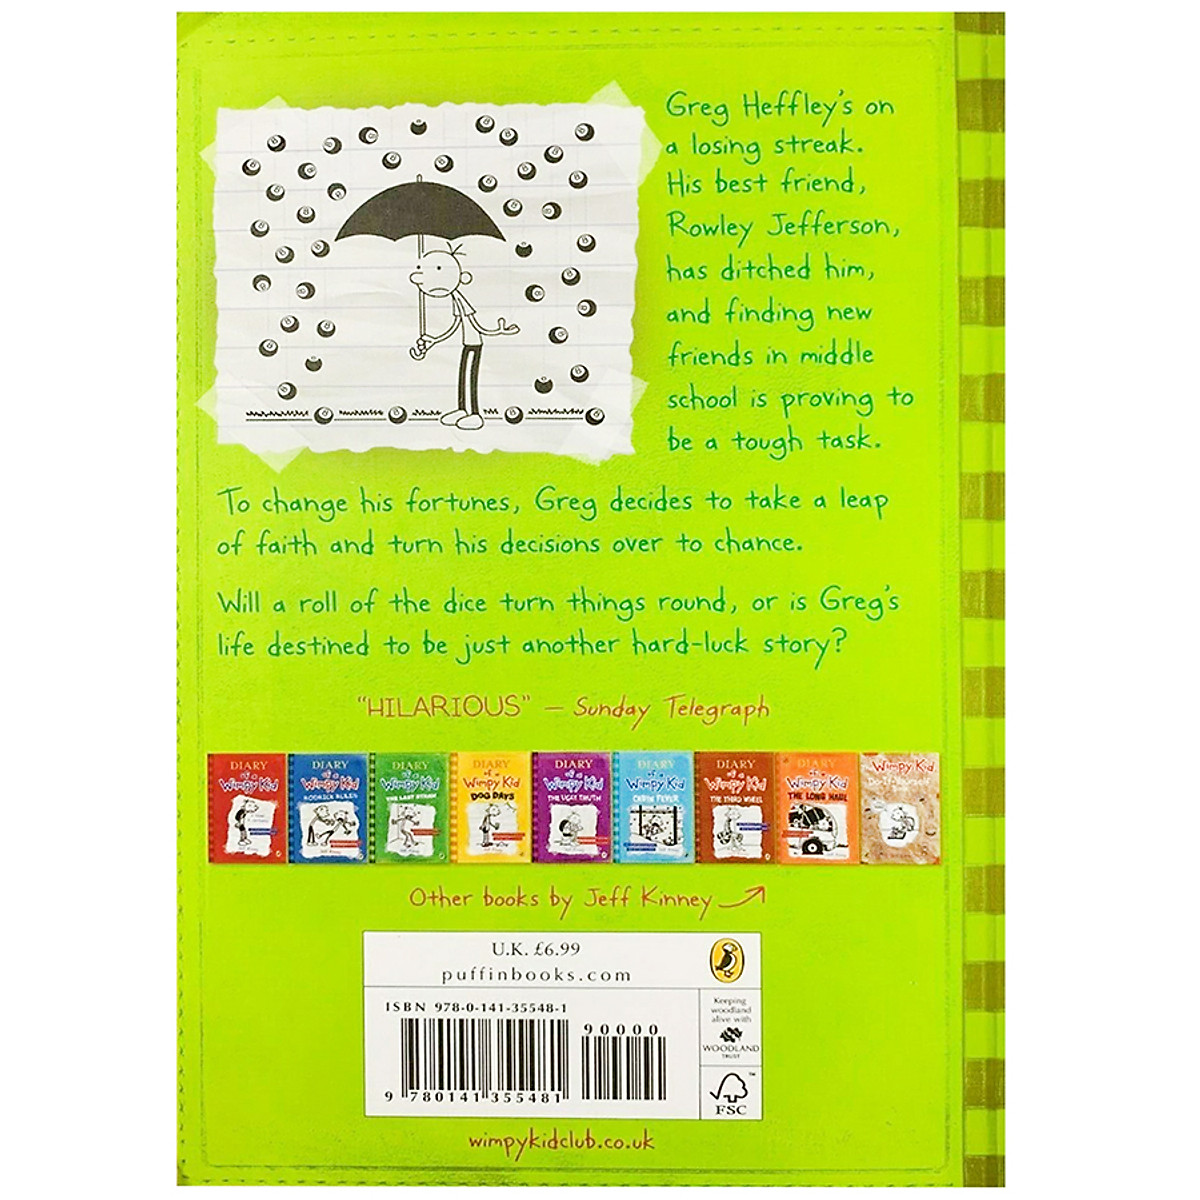 Greg Heffley's on
a losing streak.
His best friend,
Rowley Jefferson,
has ditched him,
and finding new
friends in middle
school is proving to
be a tough task.
To change his fortunes, Greg decides to take a leap
of faith and turn his decisions over to chance.
Will a roll of the dice turn things round, or is Greg's
life destined to be just another hard-luck story?
"HILARIOUS" – Sunday Telegraph
DIARY of a Wimpy Kid
DIARY of a Wimpy Kid RODRICK RULES
DIARY of a Wimpy Kid THE LAST STRAW
DIARY of a Wimpy Kid DOG DAYS
DIARY of a Wimpy Kid THE UGLY TRUTH
DIARY of a Wimpy Kid CABIN FEVER
DIARY of a Wimpy Kid THE THIRD WHEEL
DIARY of a Wimpy Kid THE LONG HAUL
Wimpy Kid
Other books by Jeff Kinney
U.K. £6.99
puffinbooks.com
ISBN 978-0-141-35548-1
90000
9 780141 355481
Keeping
woodland
alive with
WOODLAND
TRUST
™
FSC
wimpykidclub.co.uk